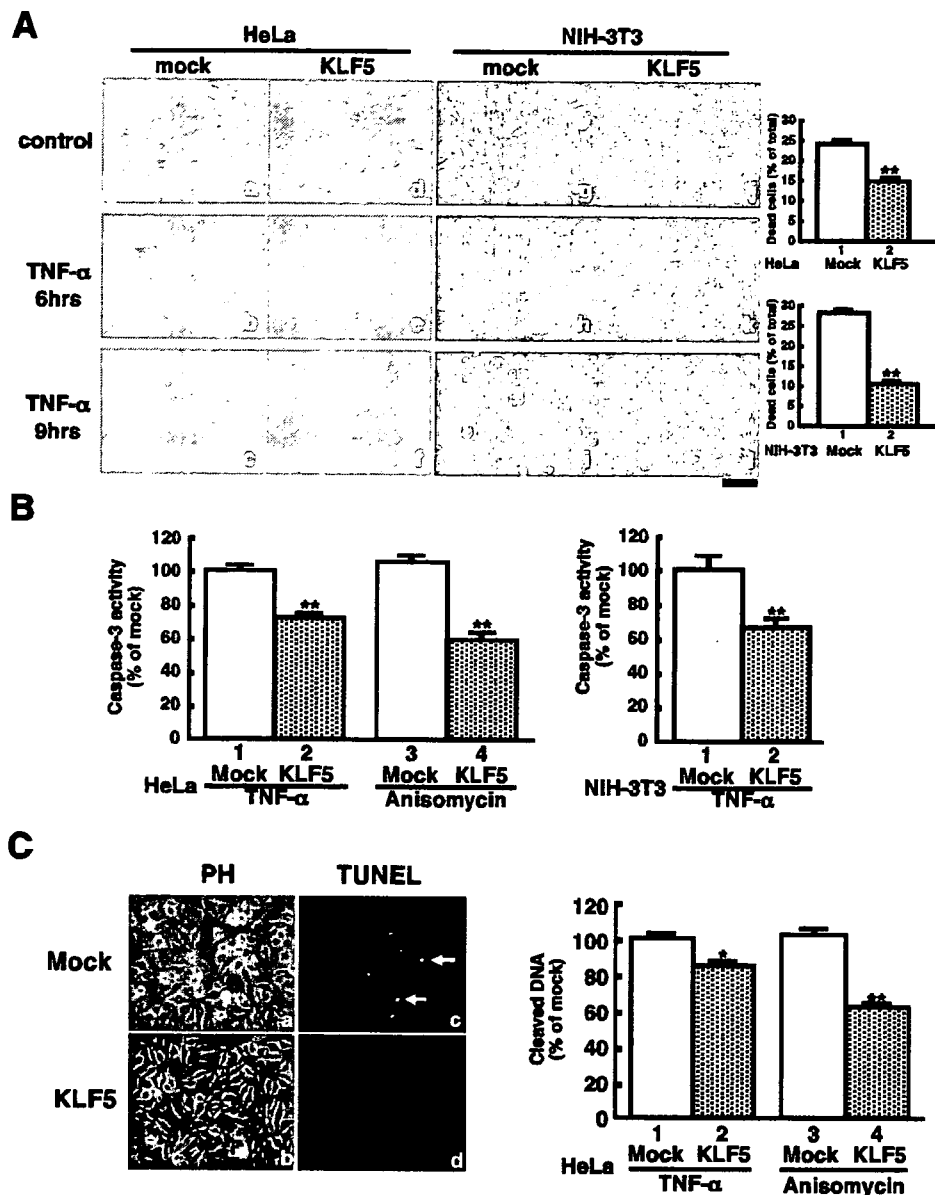 A
HeLa
NIH-3T3
mock KLF5
mock KLF5
control
TNF-α
6hrs
TNF-α
9hrs
a d g
b h
f
Dead cells (% of total)
30
25
20
15
10
5
0
**
1 2
HeLa Mock KLF5
Dead cells (% of total)
30
25
20
15
10
5
0
**
1 2
NIH-3T3 Mock KLF5
B
Caspase-3 activity
(% of mock)
120
100
80
60
40
20
0
** **
1 2 3 4
Mock KLF5 Mock KLF5
HeLa TNF-α Anisomycin
Caspase-3 activity
(% of mock)
120
100
80
60
40
20
0
**
1 2
Mock KLF5
NIH-3T3 TNF-α
C
PH TUNEL
Mock
a c
KLF5
b d
Cleaved DNA
(% of mock)
120
100
80
60
40
20
0
* **
1 2 3 4
Mock KLF5 Mock KLF5
HeLa TNF-α Anisomycin